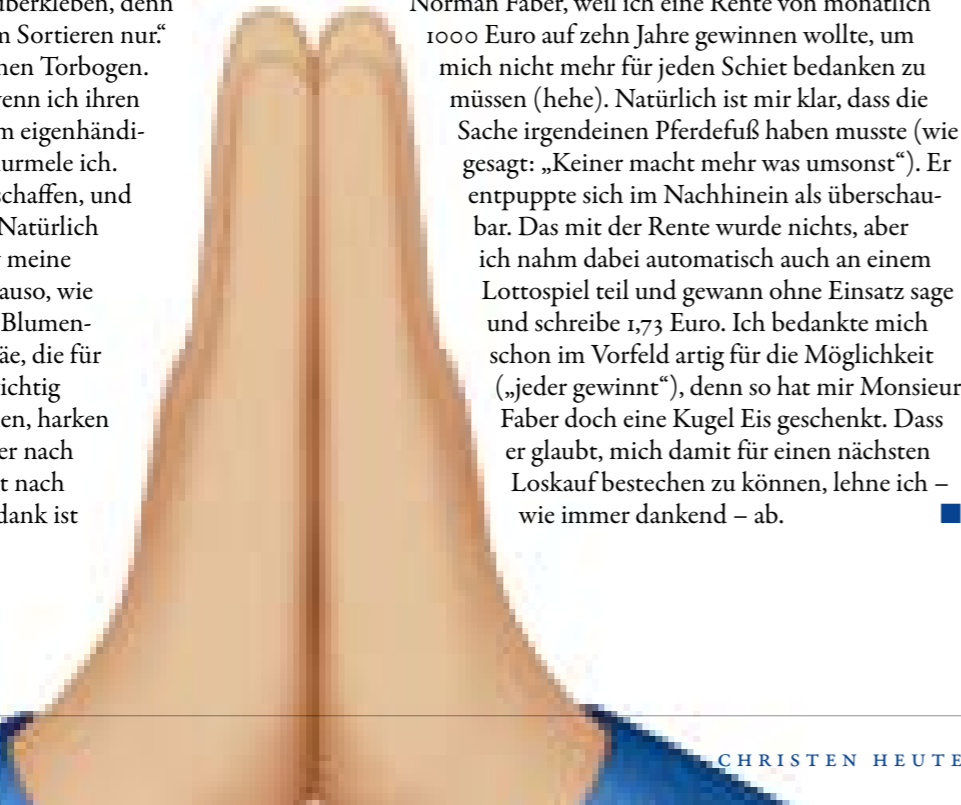 überkleben, denn
m Sortieren nur.“
nen Torbogen.
venn ich ihren
m eigenhändi-
urmele ich.
schaffen, und
Natürlich
meine
auso, wie
Blumen-
äe, die für
ichtig
en, harken
er nach
t nach
dank ist
Norman Faber, weil ich eine Rente von monatlich
1000 Euro auf zehn Jahre gewinnen wollte, um
mich nicht mehr für jeden Schiet bedanken zu
müssen (hehe). Natürlich ist mir klar, dass die
Sache irgendeinen Pferdefuß haben musste (wie
gesagt: „Keiner macht mehr was umsonst“). Er
entpuppte sich im Nachhinein als überschau-
bar. Das mit der Rente wurde nichts, aber
ich nahm dabei automatisch auch an einem
Lottospiel teil und gewann ohne Einsatz sage
und schreibe 1,73 Euro. Ich bedankte mich
schon im Vorfeld artig für die Möglichkeit
(„jeder gewinnt“), denn so hat mir Monsieur
Faber doch eine Kugel Eis geschenkt. Dass
er glaubt, mich damit für einen nächsten
Loskauf bestechen zu können, lehne ich –
wie immer dankend – ab.
CHRISTEN HEUTE